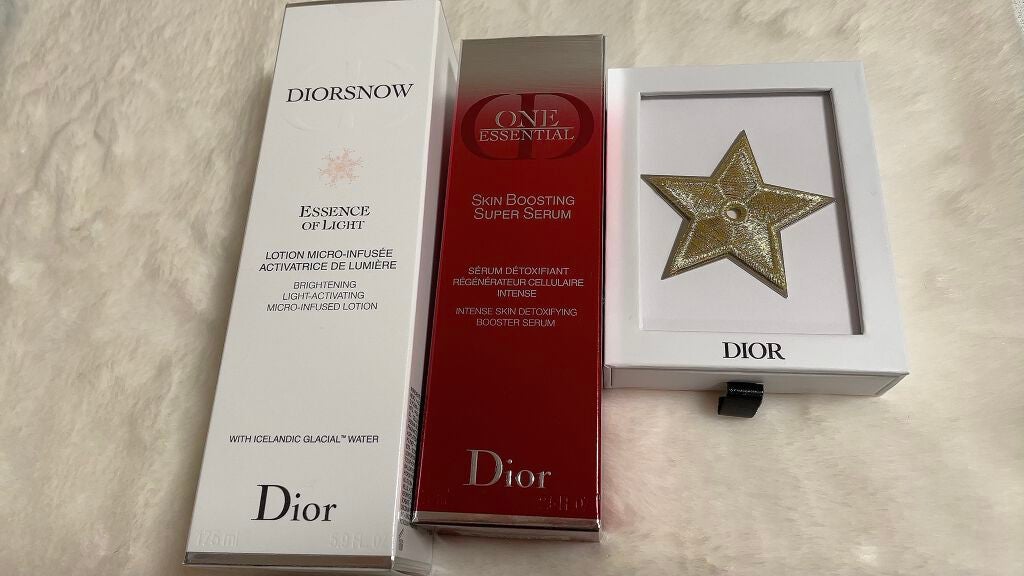 DIORSNOW
ESSENCE
OF LIGHT
LOTION MICRO-INFUSÉE
ACTIVATRICE DE LUMIÈRE
BRIGHTENING
LIGHT-ACTIVATING
MICRO-INFUSED LOTION
WITH ICELANDIC GLACIAL™ WATER
Dior
ONE
ESSENTIAL
SKIN BOOSTING
SUPER SERUM
SÉRUM DÉTOXIFIANT
RÉGÉNÉRATEUR CELLULAIRE
INTENSE
INTENSE SKIN DETOXIFYING
BOOSTER SERUM
Dior
DIOR